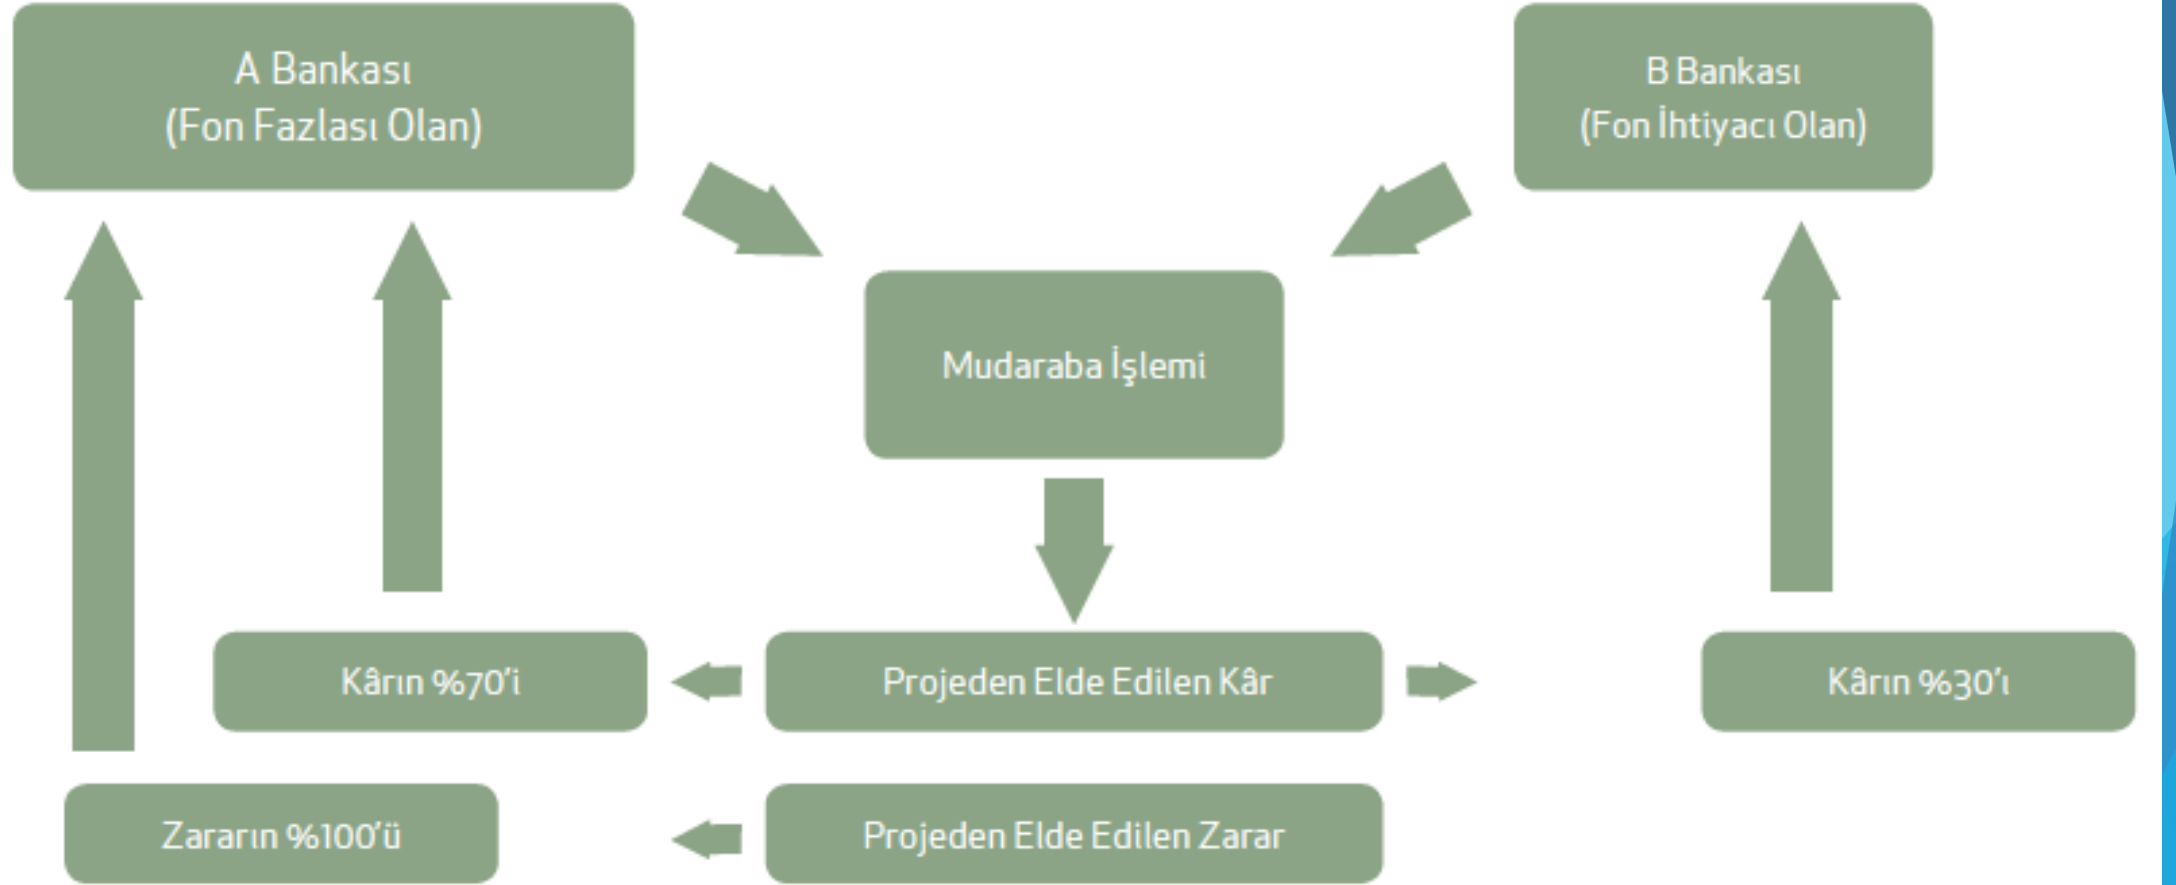 A Bankası
(Fon Fazlası Olan)
B Bankası
(Fon İhtiyacı Olan)
Mudaraba İşlemi
Kârın %70'i
Projeden Elde Edilen Kâr
Kârın %30'ı
Zararın %100'ü
Projeden Elde Edilen Zarar